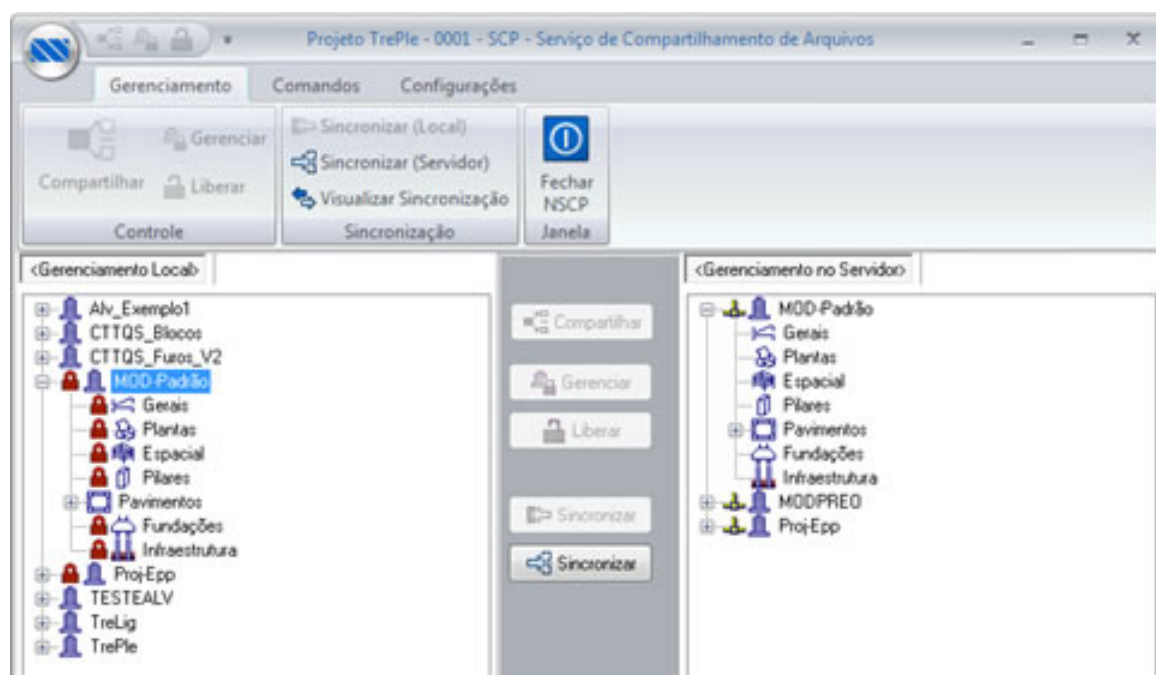 Projeto TrePle - 0001 - SCP - Serviço de Compartilhamento de Arquivos
Gerenciamento Comandos Configurações
Compartilhar
Gerenciar
Liberar
Controle
Sincronizar (Local)
Sincronizar (Servidor)
Visualizar Sincronização
Sincronização
Fechar
NSCP
Janela
<Gerenciamento Local>
Alv_Exemplo1
CTTQS_Blocos
CTTQS_Furos_V2
MOD-Padrão
Gerais
Plantas
Espacial
Pilares
Pavimentos
Fundações
Infraestrutura
Proj-Epp
TESTEALV
TreLig
TrePle
Compartilhar
Gerenciar
Liberar
Sincronizar
Sincronizar
<Gerenciamento no Servidor>
MOD-Padrão
Gerais
Plantas
Espacial
Pilares
Pavimentos
Fundações
Infraestrutura
MODPREO
Proj-Epp